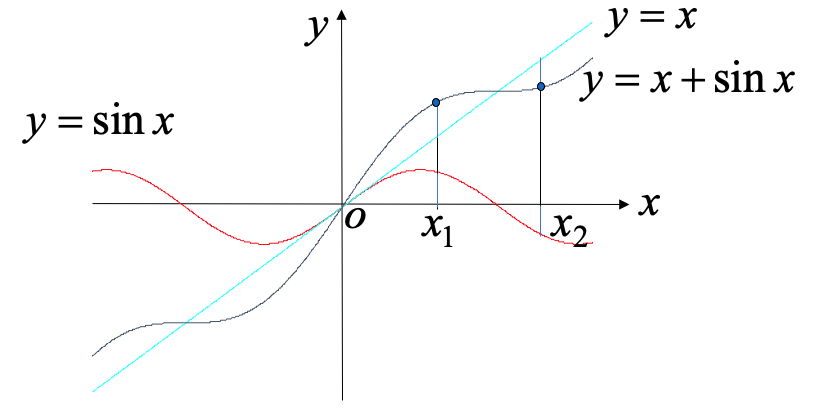 y = x
y
y = x + sin x
y = sin x
x
O
x₁
x₂